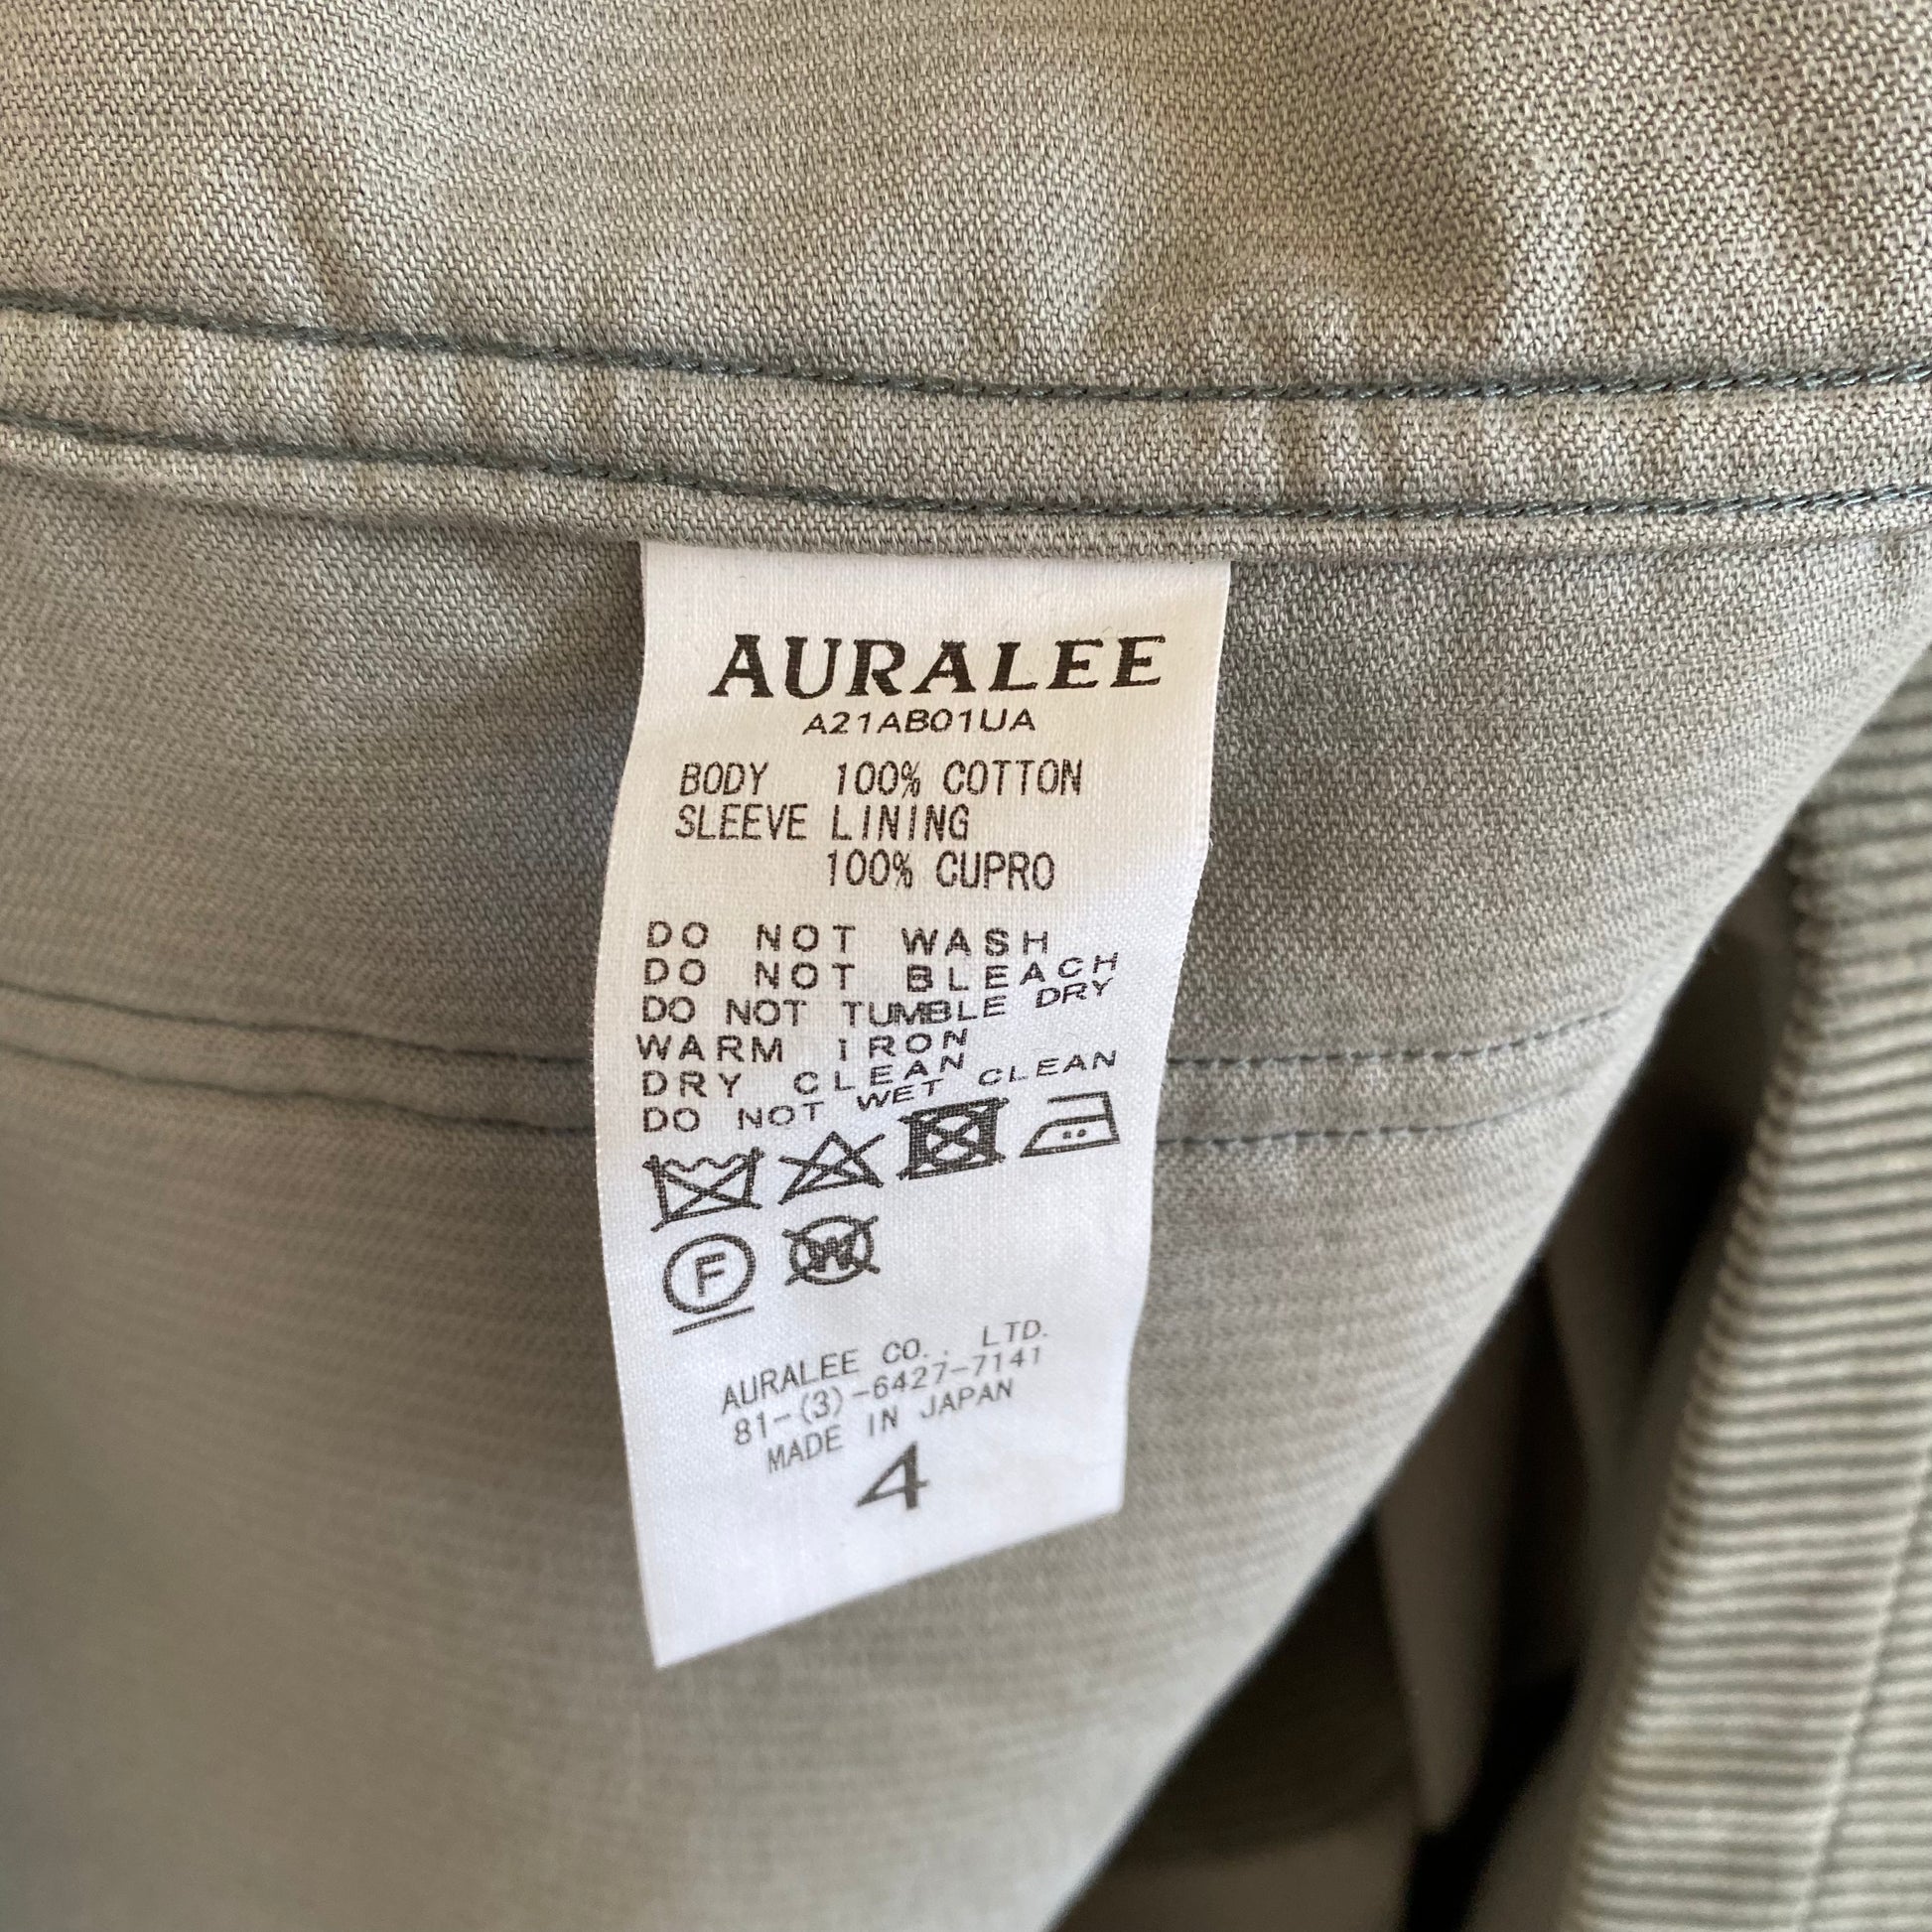 AURALEE
A21AB01UA
BODY 100% COTTON
SLEEVE LINING
100% CUPRO
DO NOT WASH
DO NOT BLEACH
DO NOT TUMBLE DRY
WARM IRON
DRY CLEAN
DO NOT WET CLEAN
F W
AURALEE CO., LTD.
81-(3)-6427-7141
MADE IN JAPAN
4